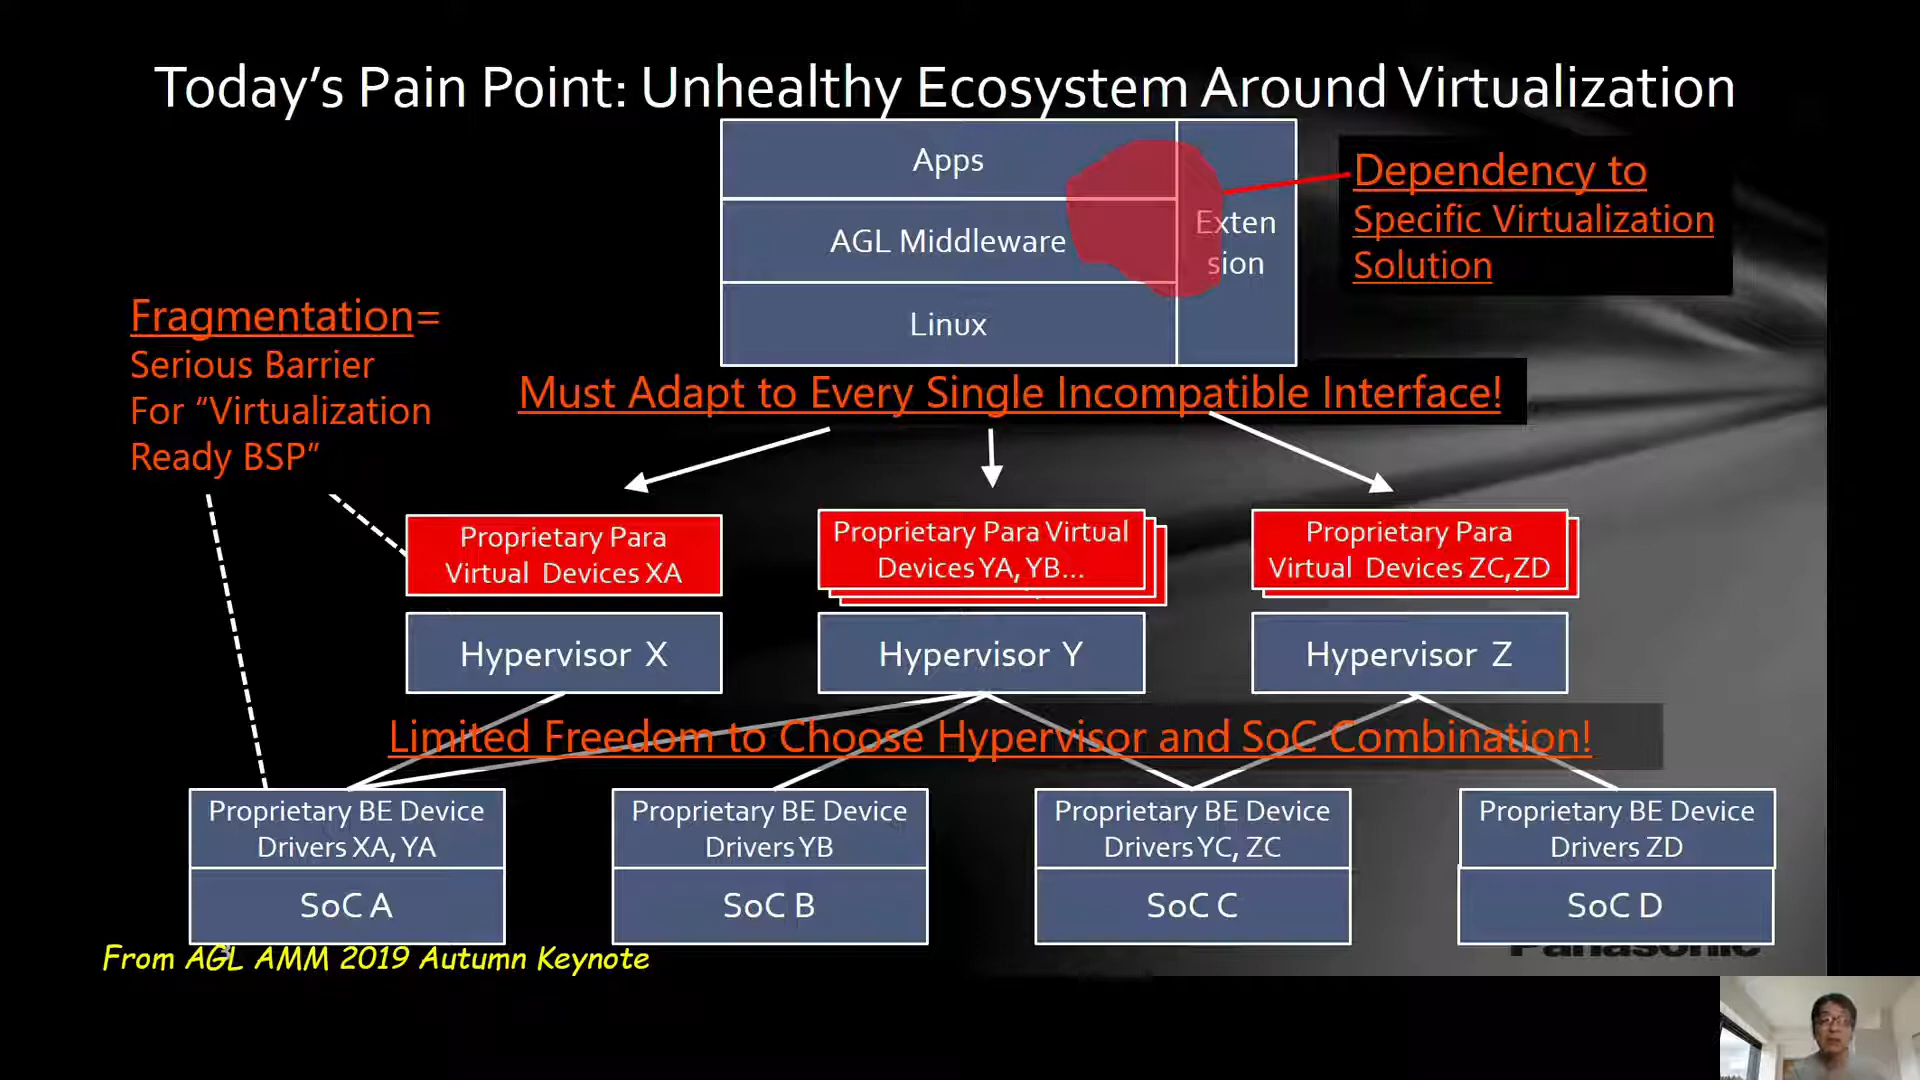 Today's Pain Point: Unhealthy Ecosystem Around Virtualization
Apps
AGL Middleware
Linux
Exten
sion
Dependency to
Specific Virtualization
Solution
Fragmentation=
Serious Barrier
For “Virtualization
Ready BSP”
Must Adapt to Every Single Incompatible Interface!
Proprietary Para
Virtual Devices XA
Proprietary Para Virtual
Devices YA, YB...
Proprietary Para
Virtual Devices ZC,ZD
Hypervisor X
Hypervisor Y
Hypervisor Z
Limited Freedom to Choose Hypervisor and SoC Combination!
Proprietary BE Device
Drivers XA, YA
Proprietary BE Device
Drivers YB
Proprietary BE Device
Drivers YC, ZC
Proprietary BE Device
Drivers ZD
SoC A
SoC B
SoC C
SoC D
From AGL AMM 2019 Autumn Keynote
Panasonic